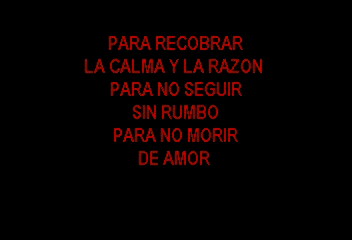 PARA RECOBRAR
LA CALMA Y LA RAZON
PARA NO SEGUIR
SIN RUMBO
PARA NO MORIR
DE AMOR